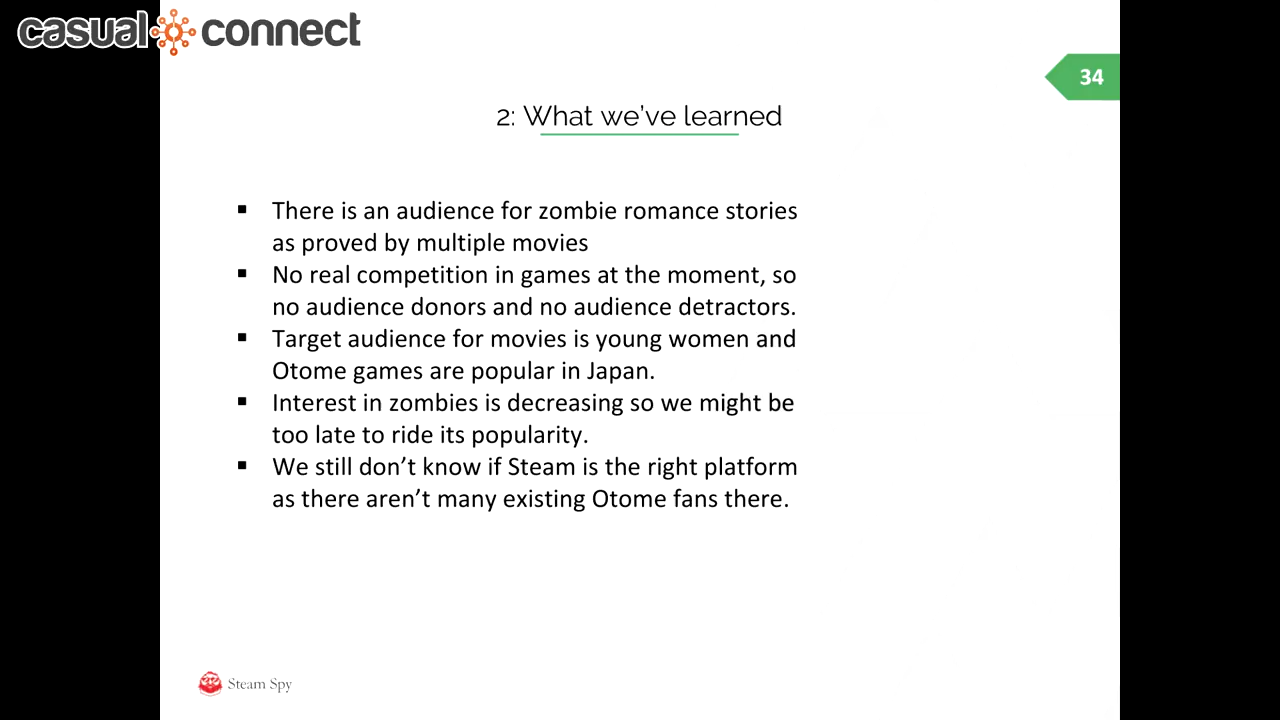 casual connect
34
2: What we've learned
▪ There is an audience for zombie romance stories
as proved by multiple movies
▪ No real competition in games at the moment, so
no audience donors and no audience detractors.
▪ Target audience for movies is young women and
Otome games are popular in Japan.
▪ Interest in zombies is decreasing so we might be
too late to ride its popularity.
▪ We still don't know if Steam is the right platform
as there aren't many existing Otome fans there.
Steam Spy